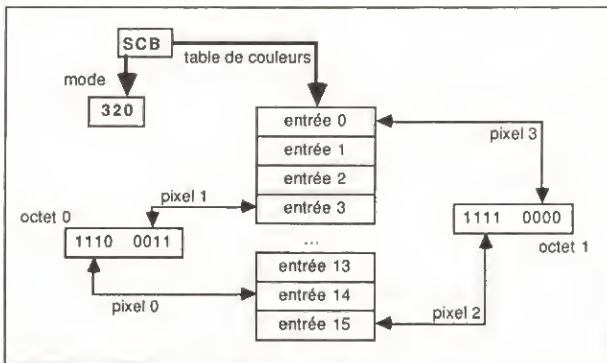 SCB
table de couleurs
mode
320
entrée 0
pixel 3
entrée 1
entrée 2
pixel 1
entrée 3
octet 0
1110 0011
1111 0000
octet 1
...
entrée 13
entrée 14
pixel 0
entrée 15
pixel 2